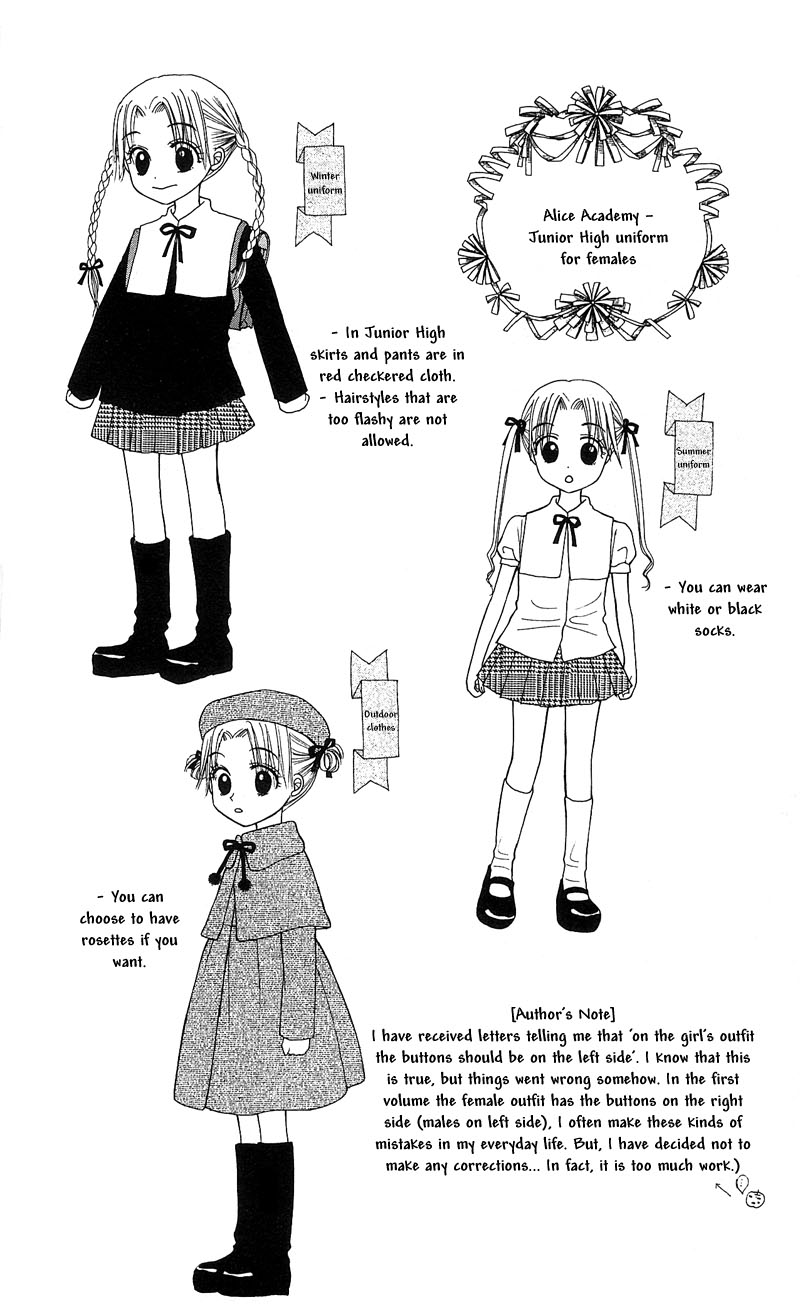 Alice Academy –
Junior High uniform
for females
Winter
uniform
- In Junior High
skirts and pants are in
red checkered cloth.
- Hairstyles that are
too flashy are not
allowed.
Summer
uniform
- You can wear
white or black
socks.
Outdoor
clothes
- You can
choose to have
rosettes if you
want.
[Author's Note]
I have received letters telling me that 'on the girl's outfit
the buttons should be on the left side'. I know that this
is true, but things went wrong somehow. In the first
volume the female outfit has the buttons on the right
side (males on left side), I often make these kinds of
mistakes in my everyday life. But, I have decided not to
make any corrections... In fact, it is too much work.)